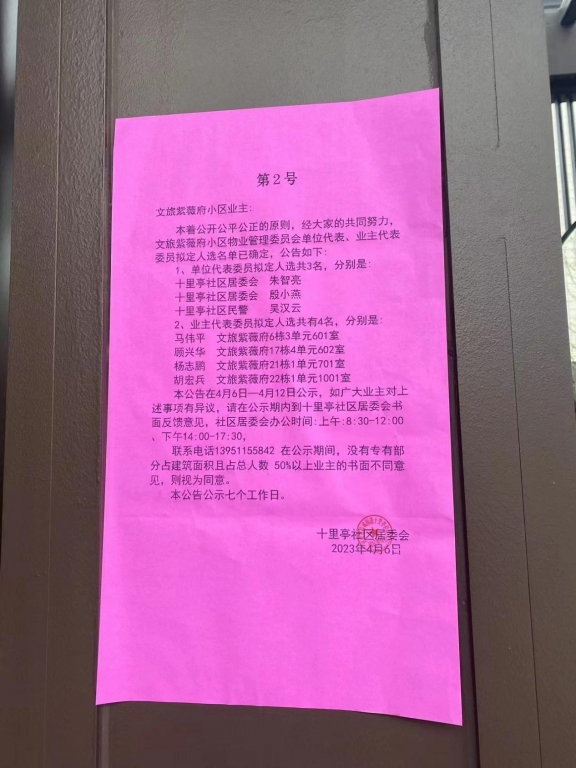 第2号
文旅紫薇府小区业主:
本着公开公平公正的原则, 经大家的共同努力,
文旅紫薇府小区物业管理委员会单位代表、业主代表
委员拟定人选名单已确定, 公告如下:
1、单位代表委员拟定人选共3名, 分别是:
十里亭社区居委会 朱智亮
十里亭社区居委会 殷小燕
十里亭社区民警 吴汉云
2、业主代表委员拟定人选共有4名, 分别是:
马伟平 文旅紫薇府6栋3单元601室
顾兴华 文旅紫薇府17栋4单元602室
杨志鹏 文旅紫薇府21栋1单元701室
胡宏兵 文旅紫薇府22栋1单元1001室
本公告在4月6日—4月12日公示, 如广大业主对上
述事项有异议, 请在公示期内到十里亭社区居委会书
面反馈意见, 社区居委会办公时间:上午:8:30-12:00
、下午14:00-17:30,
联系电话13951155842 在公示期间, 没有专有部
分占建筑面积且占总人数 50%以上业主的书面不同意
见, 则视为同意。
本公告公示七个工作日。
十里亭社区居委会
2023年4月6日